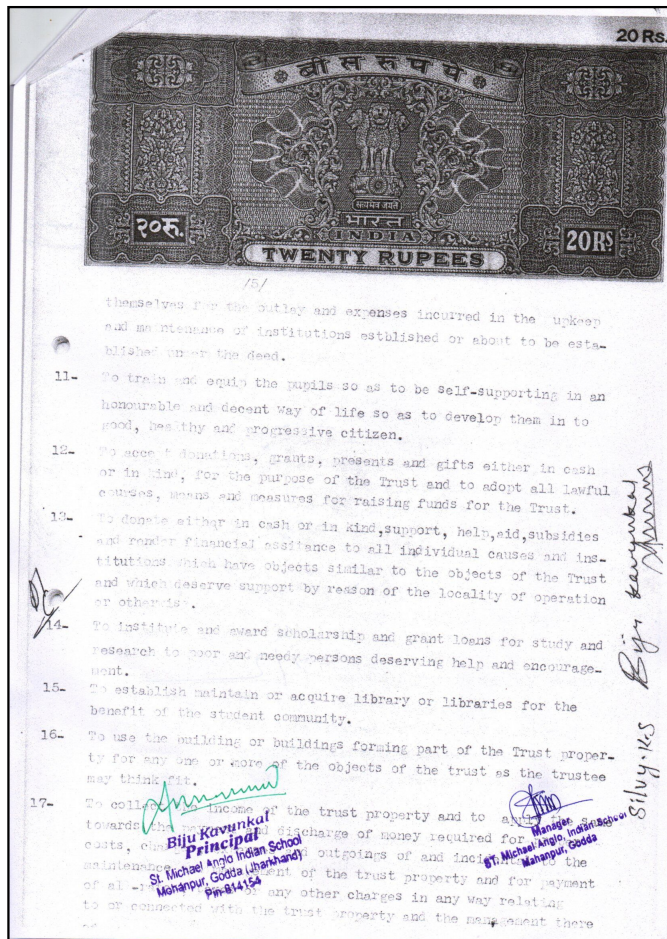 20 Rs.
बीस रुपये
सत्यमेव जयते
भारत
INDIA
२०रु.
20RS
TWENTY RUPEES
/5/
themselves for the outlay and expenses incurred in the upkeep
and maintenance of institutions estblished or about to be esta-
blished under the deed.
11- To train and equip the pupils so as to be self-supporting in an
honourable and decent way of life so as to develop them in to
good, healthy and progressive citizen.
12- To accept donations, grants, presents and gifts either in cash
or in kind, for the purpose of the Trust and to adopt all lawful
courses, means and measures for raising funds for the Trust.
13- To donate either in cash or in kind,support, help,aid,subsidies
and render financial assitance to all individual causes and ins-
titutions which have objects similar to the objects of the Trust
and which deserve support by reason of the locality of operation
or otherwise.
14- To institute and award scholarship and grant loans for study and
research to poor and needy persons deserving help and encourage-
ment.
15- To establish maintain or acquire library or libraries for the
benefit of the student community.
16- To use the building or buildings forming part of the Trust proper-
ty for any one or more of the objects of the trust as the trustee
may think fit.
17- To collect the income of the trust property and to apply the
towards the and discharge of money required for
costs, outgoings of and incidental the
maintenance of the trust property and for payment
of all any other charges in any way relating
to or connected with the trust property and the management there
Biju Kavunkal
Principal
St. Michael Anglo Indian School
Mohanpur, Godda (Jharkhand)
Pin-814154
Manager
ST. Michael Anglo, Indian School
Mahanpur, Godda
Silvy.K.S Biju Kavunkal